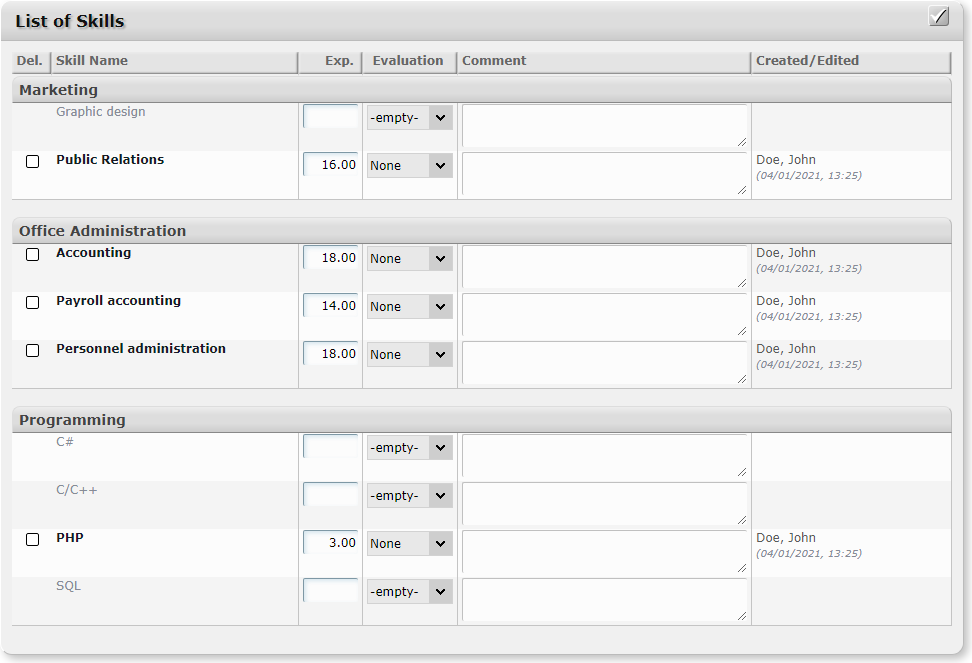 List of Skills
Del. Skill Name Exp. Evaluation Comment Created/Edited
Marketing
Graphic design -empty-
Public Relations 16.00 None Doe, John
(04/01/2021, 13:25)
Office Administration
Accounting 18.00 None Doe, John
(04/01/2021, 13:25)
Payroll accounting 14.00 None Doe, John
(04/01/2021, 13:25)
Personnel administration 18.00 None Doe, John
(04/01/2021, 13:25)
Programming
C# -empty-
C/C++ -empty-
PHP 3.00 None Doe, John
(04/01/2021, 13:25)
SQL -empty-